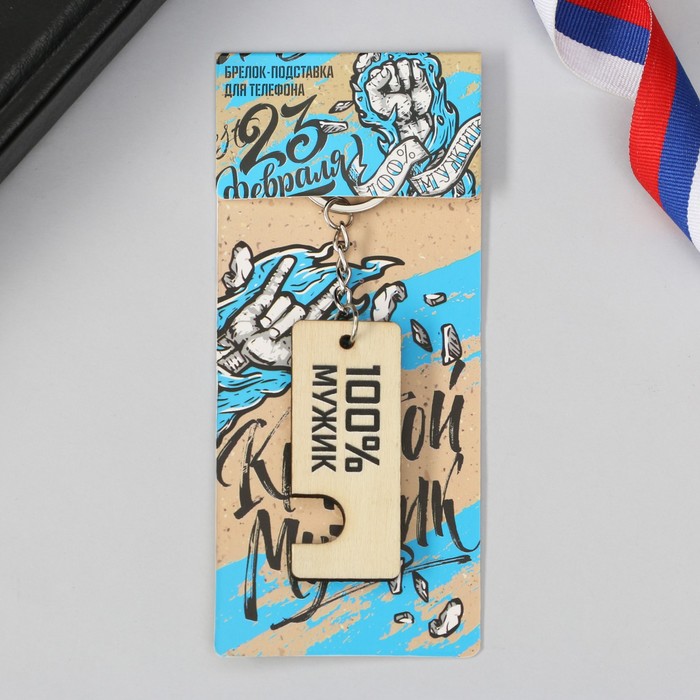 БРЕЛОК-ПОДСТАВКА
ДЛЯ ТЕЛЕФОНА
23
февраля
100%
МУЖИК
100%
МУЖИК